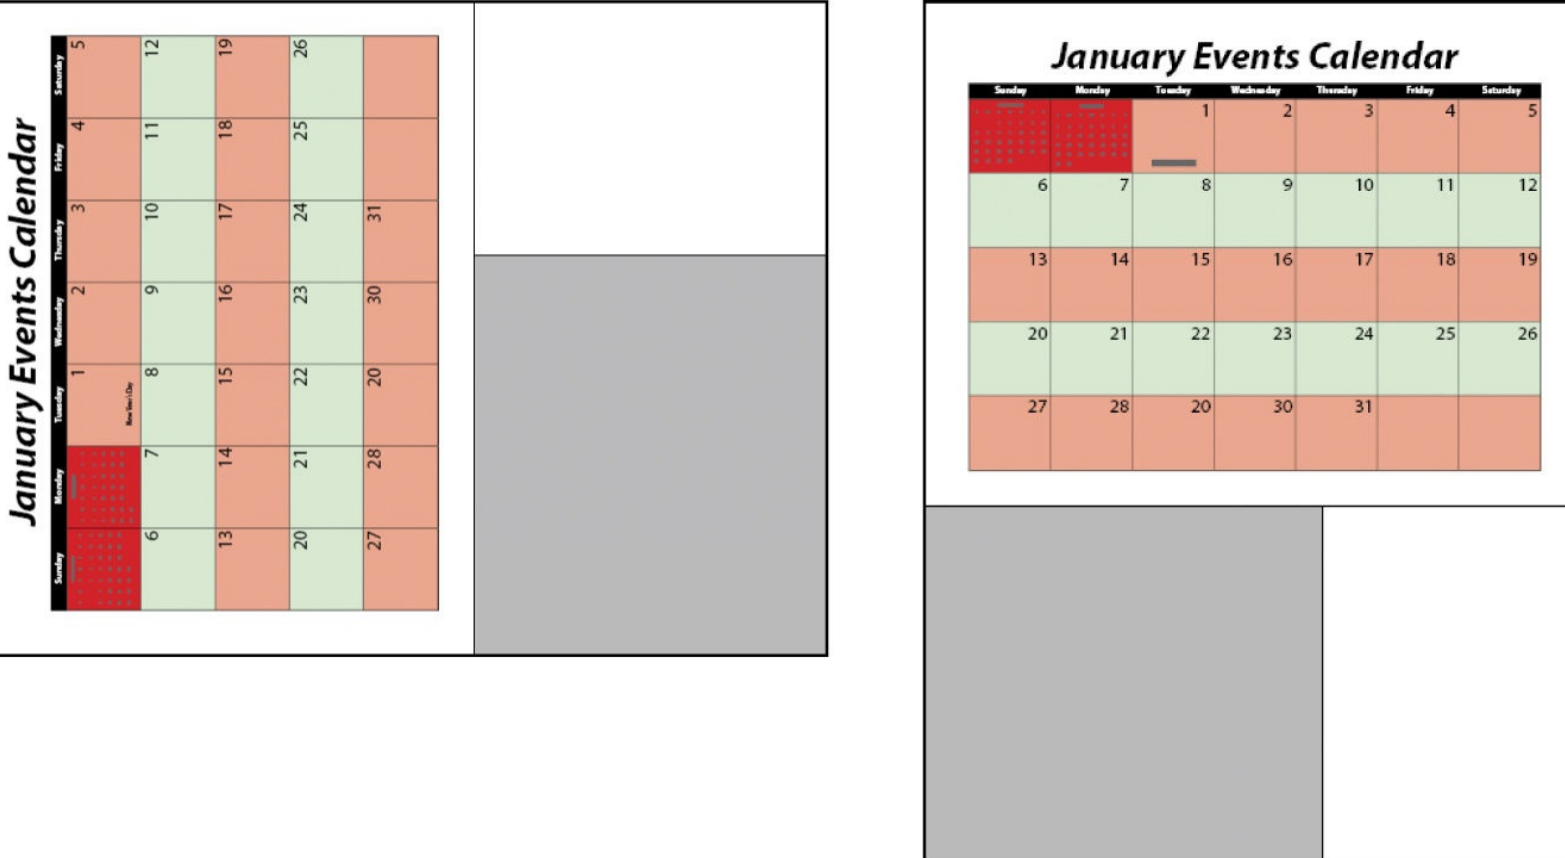 January Events Calendar
Sunday Monday Tuesday Wednesday Thursday Friday Saturday
1 2 3 4 5
New Year's Day
6 7 8 9 10 11 12
13 14 15 16 17 18 19
20 21 22 23 24 25 26
27 28 20 30 31
January Events Calendar
Sunday Monday Tuesday Wednesday Thursday Friday Saturday
1 2 3 4 5
6 7 8 9 10 11 12
13 14 15 16 17 18 19
20 21 22 23 24 25 26
27 28 20 30 31